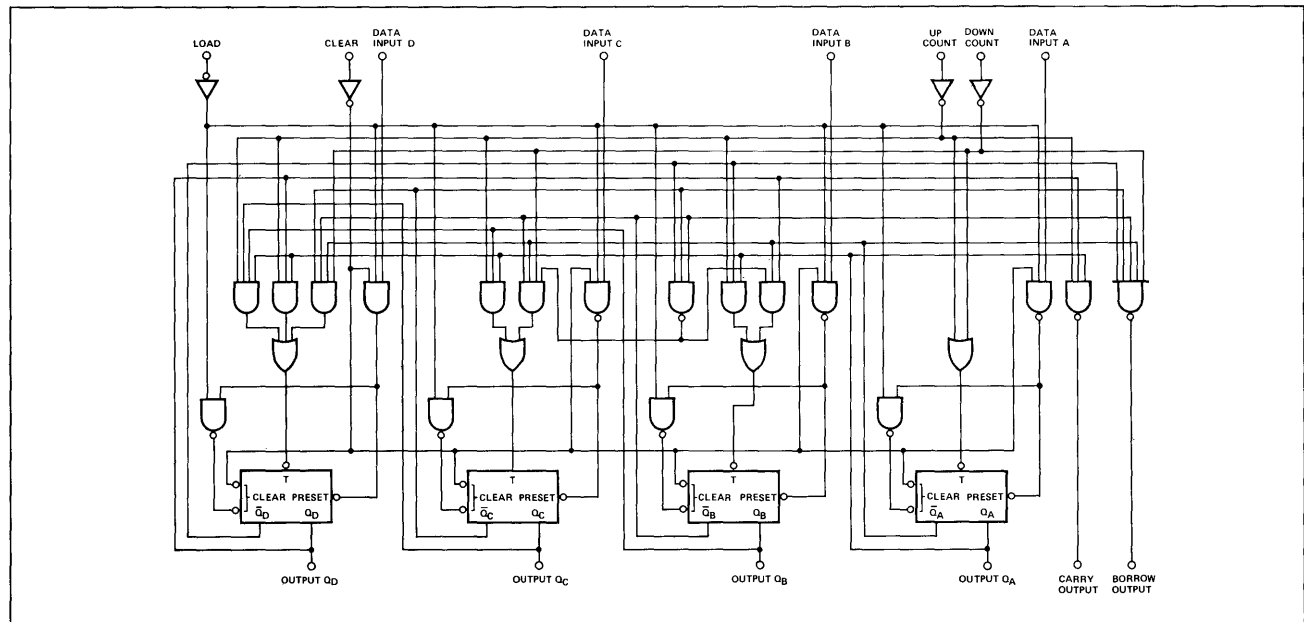 LOAD
CLEAR
DATA
INPUT D
DATA
INPUT C
DATA
INPUT B
UP
COUNT
DOWN
COUNT
DATA
INPUT A
T
CLEAR PRESET
Q̅D QD
T
CLEAR PRESET
Q̅C QC
T
CLEAR PRESET
Q̅B QB
T
CLEAR PRESET
Q̅A QA
OUTPUT QD
OUTPUT QC
OUTPUT QB
OUTPUT QA
CARRY
OUTPUT
BORROW
OUTPUT